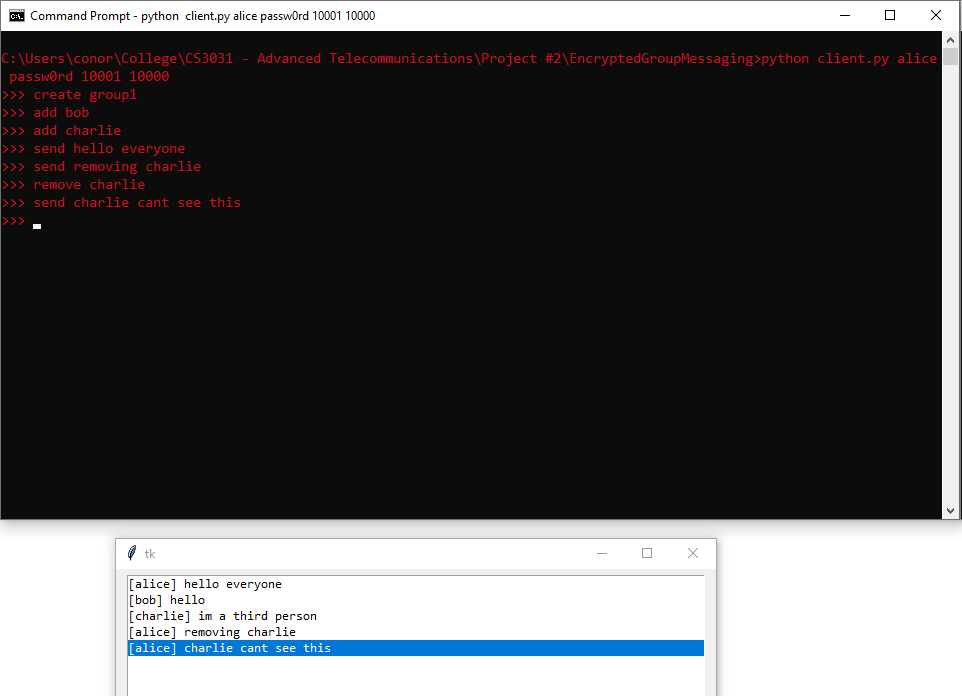 Command Prompt - python  client.py alice passw0rd 10001 10000
C:\Users\conor\College\CS3031 - Advanced Telecommunications\Project #2\EncryptedGroupMessaging>python client.py alice
 passw0rd 10001 10000
>>> create group1
>>> add bob
>>> add charlie
>>> send hello everyone
>>> send removing charlie
>>> remove charlie
>>> send charlie cant see this
>>>
tk
[alice] hello everyone
[bob] hello
[charlie] im a third person
[alice] removing charlie
[alice] charlie cant see this